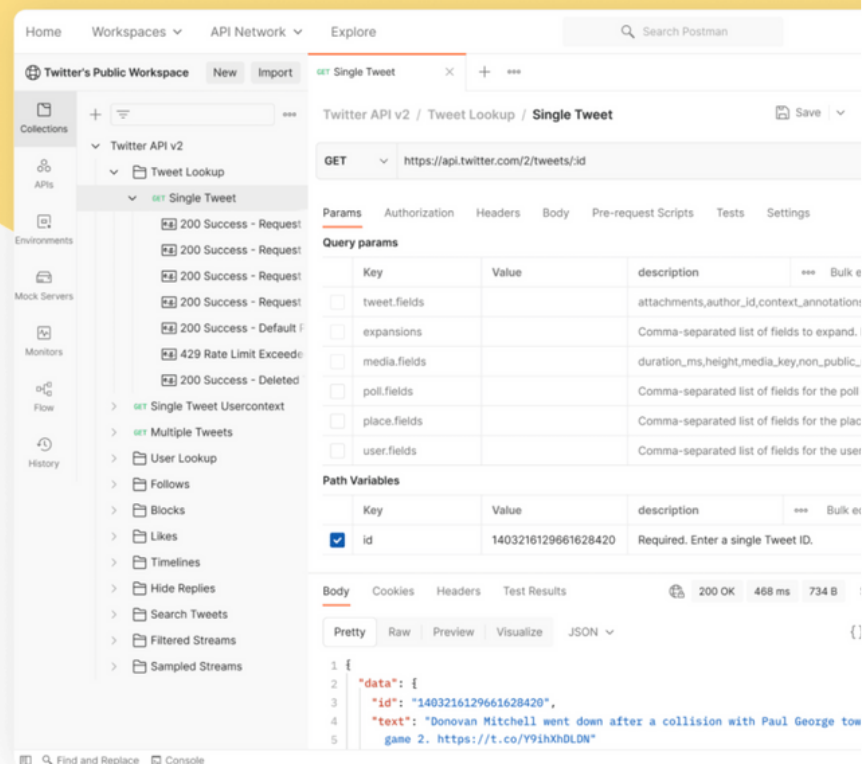 Home Workspaces API Network Explore Search Postman
Twitter's Public Workspace New Import
GET Single Tweet
Collections
APIs
Environments
Mock Servers
Monitors
Flow
History
Twitter API v2
Tweet Lookup
GET Single Tweet
200 Success - Request
200 Success - Request
200 Success - Request
200 Success - Request
200 Success - Default
429 Rate Limit Exceede
200 Success - Deleted
GET Single Tweet Usercontext
GET Multiple Tweets
User Lookup
Follows
Blocks
Likes
Timelines
Hide Replies
Search Tweets
Filtered Streams
Sampled Streams
Twitter API v2 / Tweet Lookup / Single Tweet Save
GET https://api.twitter.com/2/tweets/:id
Params Authorization Headers Body Pre-request Scripts Tests Settings
Query params
Key Value description Bulk e
tweet.fields attachments,author_id,context_annotations
expansions Comma-separated list of fields to expand.
media.fields duration_ms,height,media_key,non_public_
poll.fields Comma-separated list of fields for the poll
place.fields Comma-separated list of fields for the plac
user.fields Comma-separated list of fields for the user
Path Variables
Key Value description Bulk ed
id 1403216129661628420 Required. Enter a single Tweet ID.
Body Cookies Headers Test Results 200 OK 468 ms 734 B
Pretty Raw Preview Visualize JSON {}
1 {
2 "data": {
3 "id": "1403216129661628420",
4 "text": "Donovan Mitchell went down after a collision with Paul George tow
5 game 2. https://t.co/Y9ihXhDLDN"
Find and Replace Console